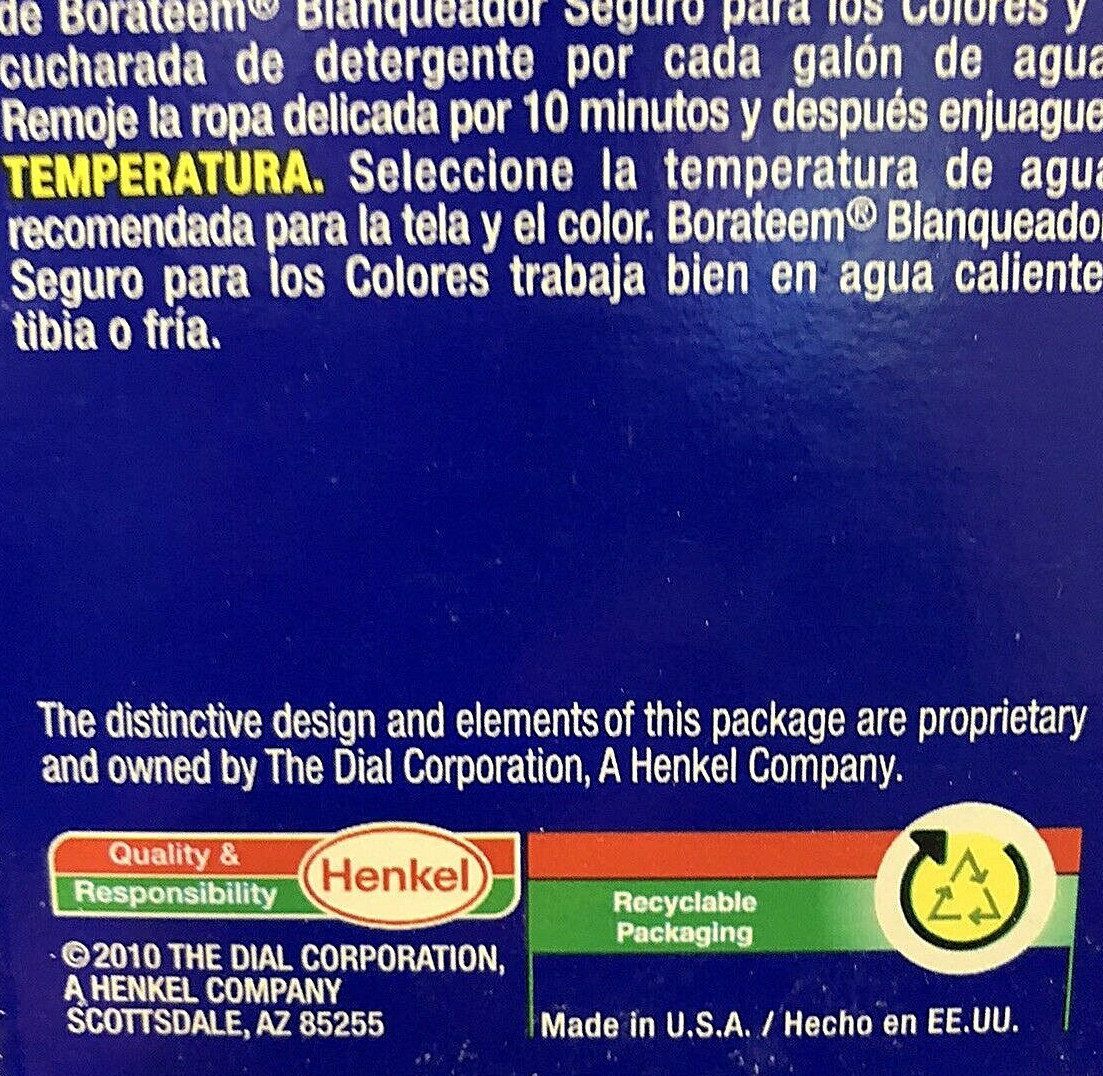 de Borateem® Blanqueador Seguro para los Colores y
cucharada de detergente por cada galón de agua
Remoje la ropa delicada por 10 minutos y después enjuague
TEMPERATURA. Seleccione la temperatura de agua
recomendada para la tela y el color. Borateem® Blanqueador
Seguro para los Colores trabaja bien en agua caliente
tibia o fría.
The distinctive design and elements of this package are proprietary
and owned by The Dial Corporation, A Henkel Company.
Quality &
Responsibility
Henkel
©2010 THE DIAL CORPORATION,
A HENKEL COMPANY
SCOTTSDALE, AZ 85255
Recyclable
Packaging
Made in U.S.A. / Hecho en EE.UU.